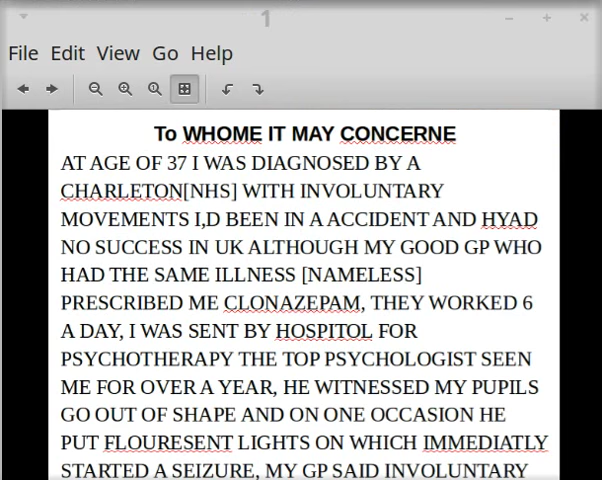 1
File Edit View Go Help
To WHOME IT MAY CONCERNE
AT AGE OF 37 I WAS DIAGNOSED BY A
CHARLETON[NHS] WITH INVOLUNTARY
MOVEMENTS I,D BEEN IN A ACCIDENT AND HYAD
NO SUCCESS IN UK ALTHOUGH MY GOOD GP WHO
HAD THE SAME ILLNESS [NAMELESS]
PRESCRIBED ME CLONAZEPAM, THEY WORKED 6
A DAY, I WAS SENT BY HOSPITOL FOR
PSYCHOTHERAPY THE TOP PSYCHOLOGIST SEEN
ME FOR OVER A YEAR, HE WITNESSED MY PUPILS
GO OUT OF SHAPE AND ON ONE OCCASION HE
PUT FLOURESENT LIGHTS ON WHICH IMMEDIATLY
STARTED A SEIZURE, MY GP SAID INVOLUNTARY